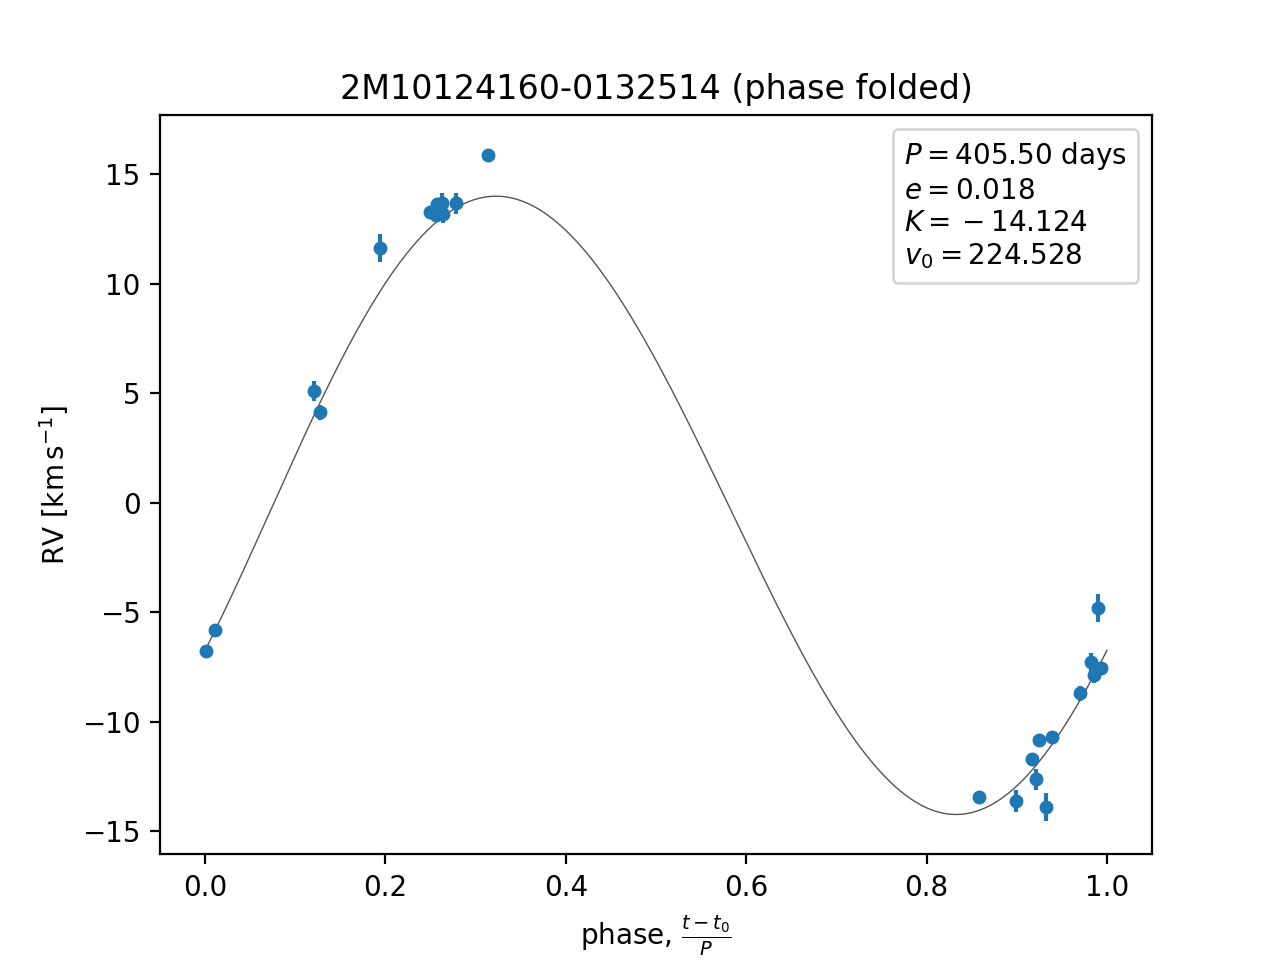 2M10124160-0132514 (phase folded)
P = 405.50 days
e = 0.018
K = −14.124
v₀ = 224.528
15
10
5
0
−5
−10
−15
RV [km s⁻¹]
0.0 0.2 0.4 0.6 0.8 1.0
phase, (t − t₀)/P